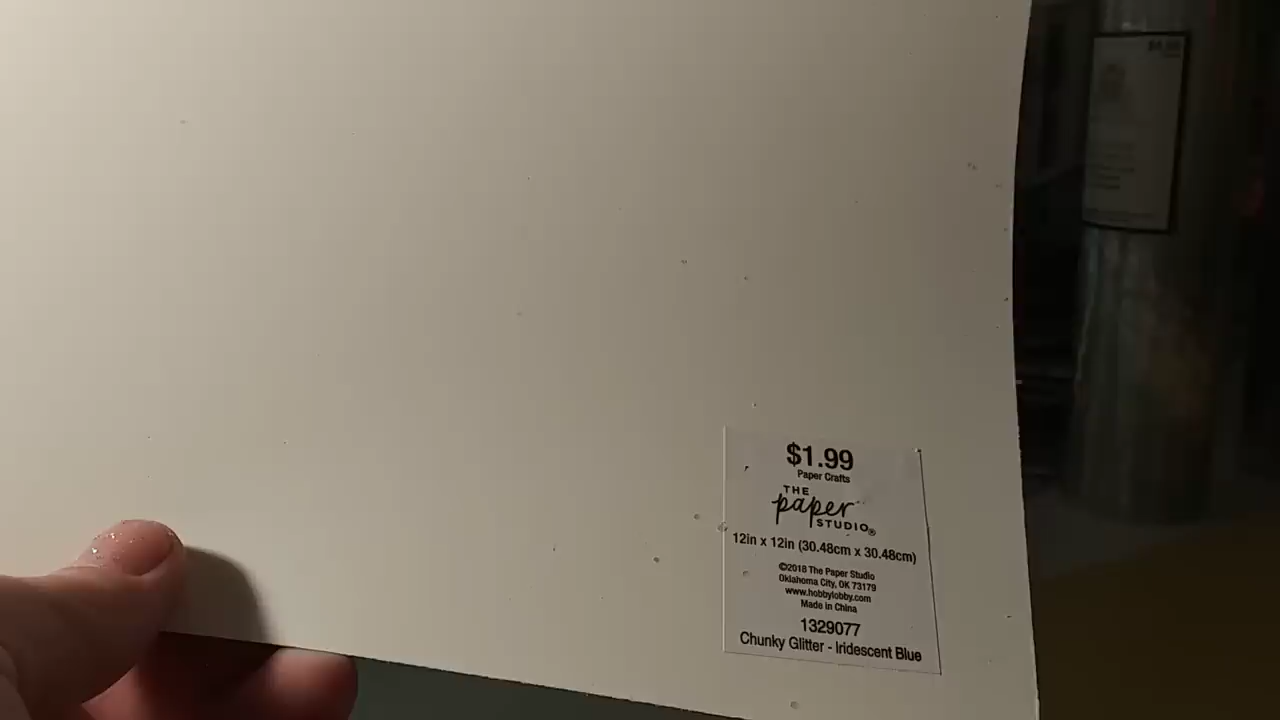 $1.99
Paper Crafts
THE
paper
STUDIO®
12in x 12in (30.48cm x 30.48cm)
©2018 The Paper Studio
Oklahoma City, OK 73179
www.hobbylobby.com
Made in China
1329077
Chunky Glitter - Iridescent Blue